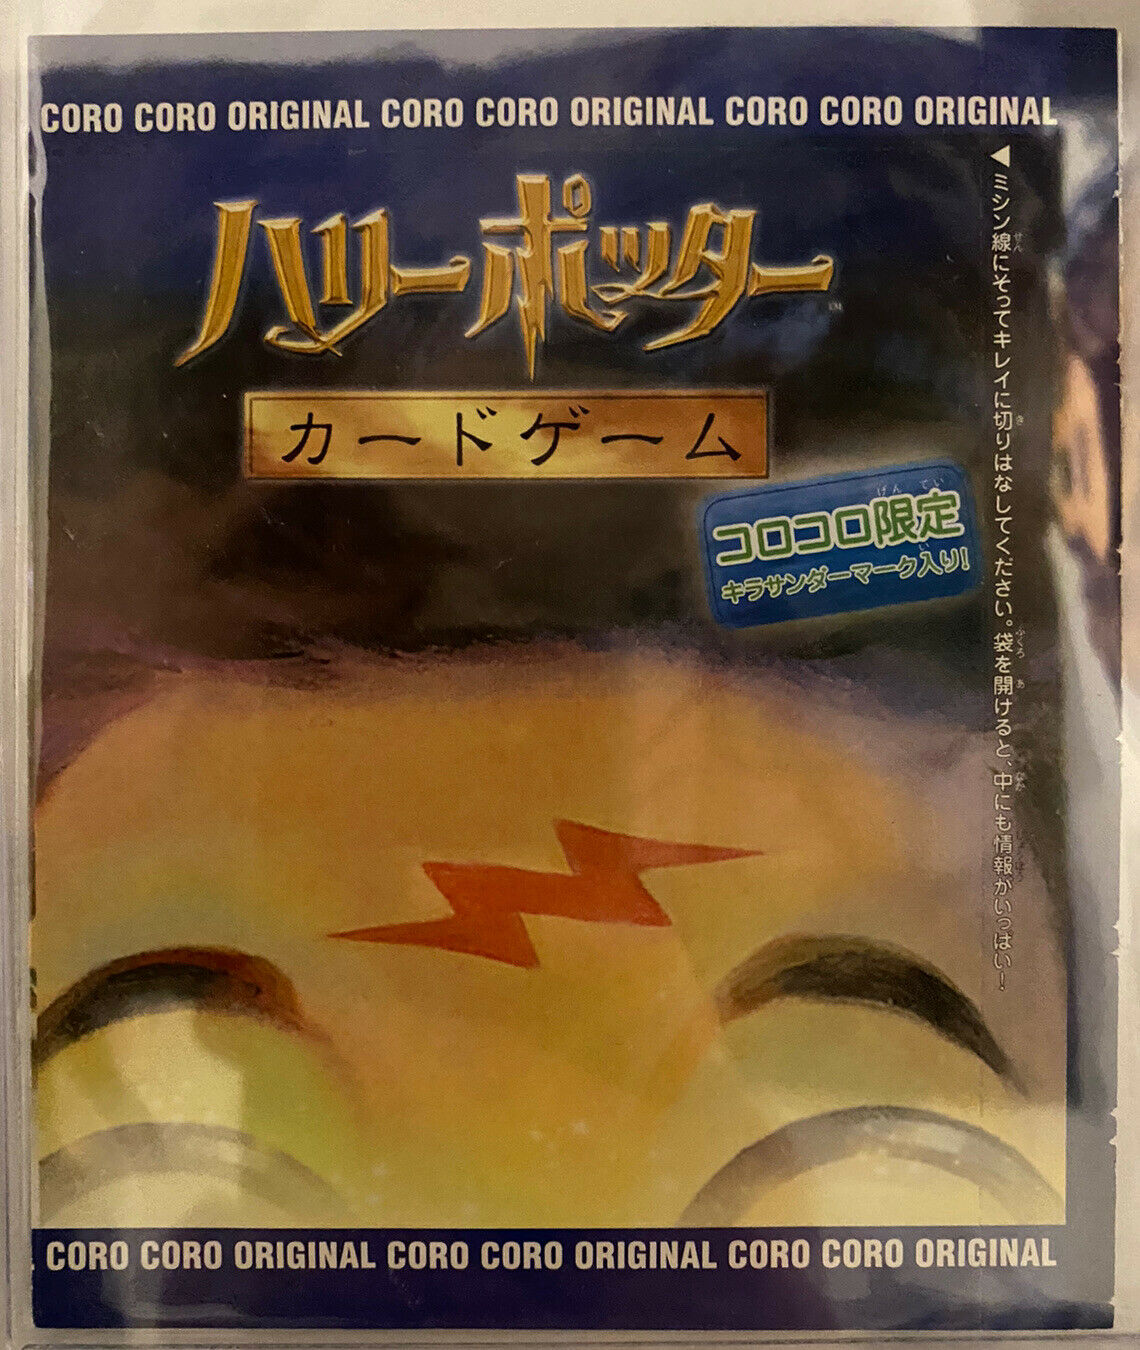 CORO CORO ORIGINAL CORO CORO ORIGINAL CORO CORO ORIGINAL
ハリーポッター
TM
カードゲーム
コロコロ限定
キラサンダーマーク入り!
◀ミシン線にそってキレイに切りはなしてください。袋を開けると、中にも情報がいっぱい!
CORO CORO ORIGINAL CORO CORO ORIGINAL CORO CORO ORIGINAL